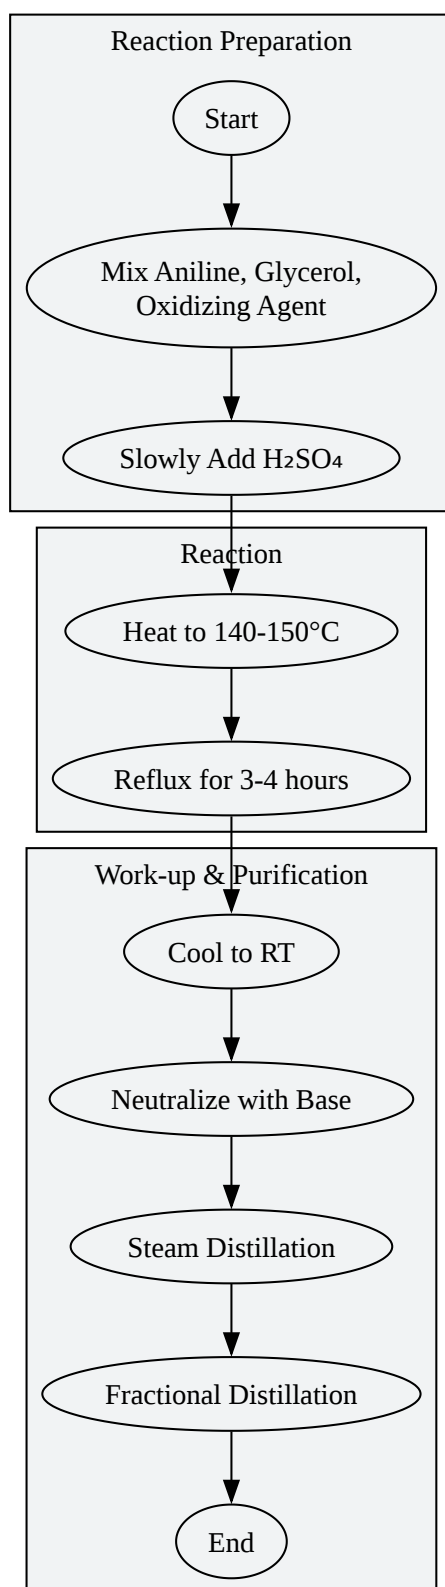 Reaction Preparation
Start
Mix Aniline, Glycerol,
Oxidizing Agent
Slowly Add H₂SO₄
Reaction
Heat to 140-150°C
Reflux for 3-4 hours
Work-up & Purification
Cool to RT
Neutralize with Base
Steam Distillation
Fractional Distillation
End